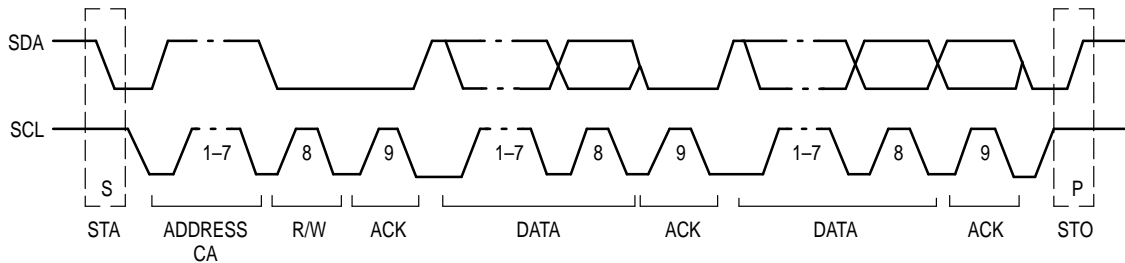 SDA
SCL
1–7 8 9 1–7 8 9 1–7 8 9
S P
STA ADDRESS CA R/W ACK DATA ACK DATA ACK STO